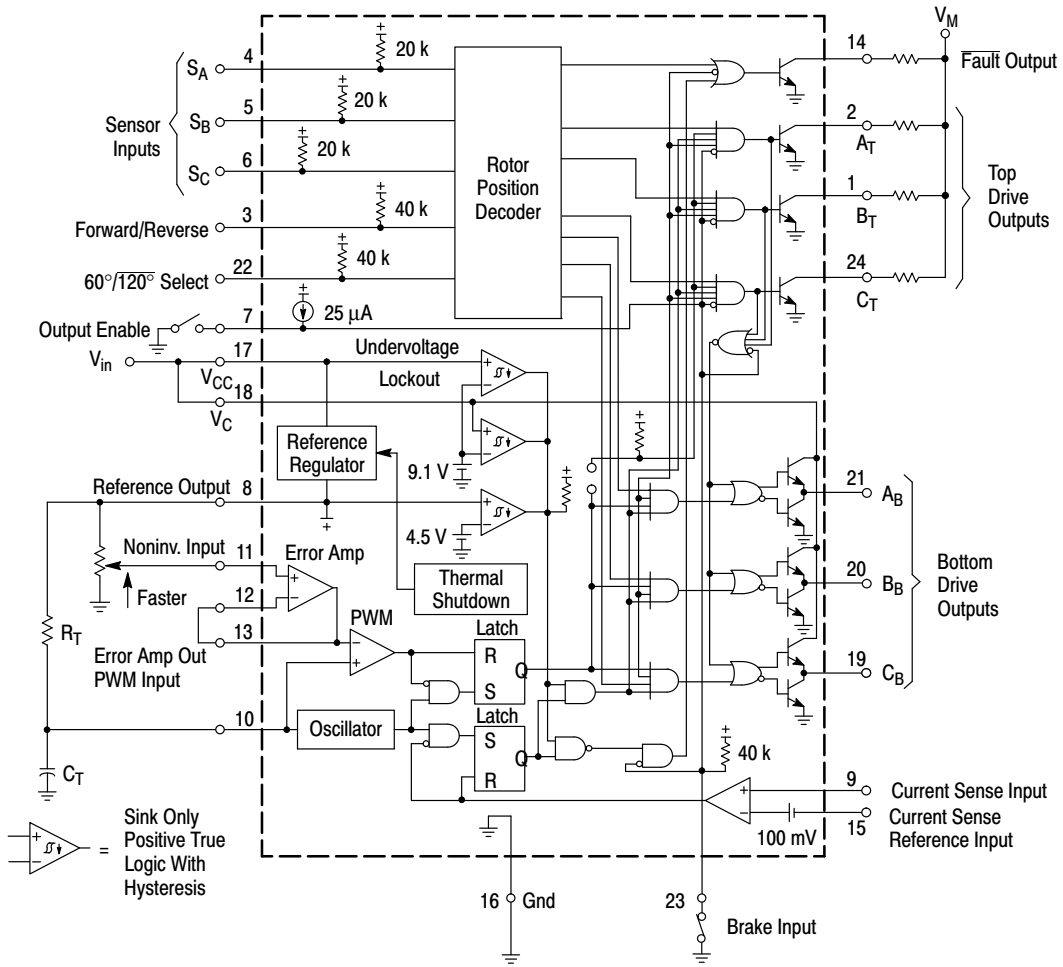 V_M
14
Fault Output
4
S_A
20 k
5
S_B
20 k
6
S_C
20 k
Sensor
Inputs
Rotor
Position
Decoder
2
A_T
1
B_T
24
C_T
Top
Drive
Outputs
3
Forward/Reverse
40 k
22
60°/120° Select
40 k
7
Output Enable
25 µA
V_in
17
V_CC
18
V_C
Undervoltage
Lockout
Reference
Regulator
9.1 V
8
Reference Output
4.5 V
11
Noninv. Input
Error Amp
Faster
12
13
Thermal
Shutdown
R_T
Error Amp Out
PWM Input
PWM
Latch
R
Q
S
Latch
S
Q
R
10
Oscillator
C_T
21
A_B
20
B_B
19
C_B
Bottom
Drive
Outputs
40 k
9
Current Sense Input
15
Current Sense
Reference Input
100 mV
=
Sink Only
Positive True
Logic With
Hysteresis
16
Gnd
23
Brake Input